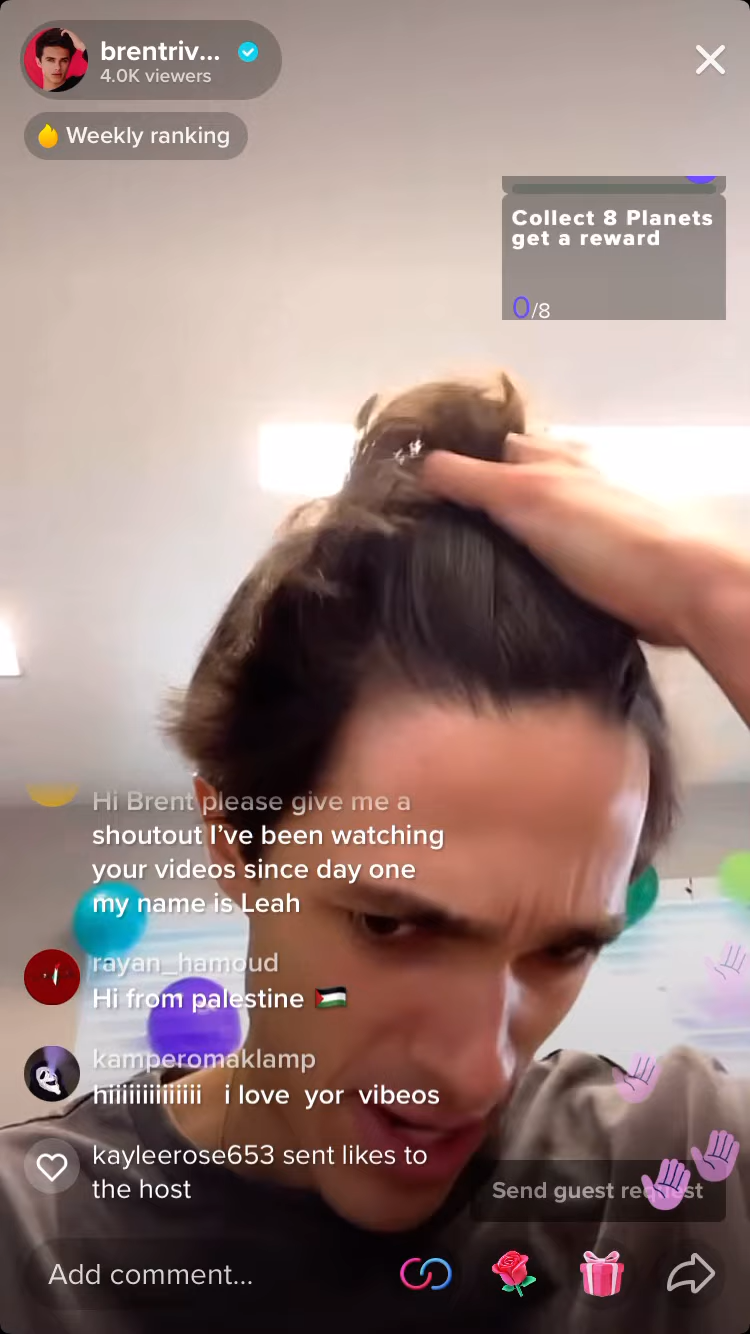 brentriv...
4.0K viewers
Weekly ranking
Collect 8 Planets
get a reward
0/8
Hi Brent please give me a
shoutout I've been watching
your videos since day one
my name is Leah
rayan_hamoud
Hi from palestine 🇵🇸
kamperomaklamp
hiiiiiiiiiiiiii i love yor vibeos
kayleerose653 sent likes to
the host
Send guest request
Add comment...